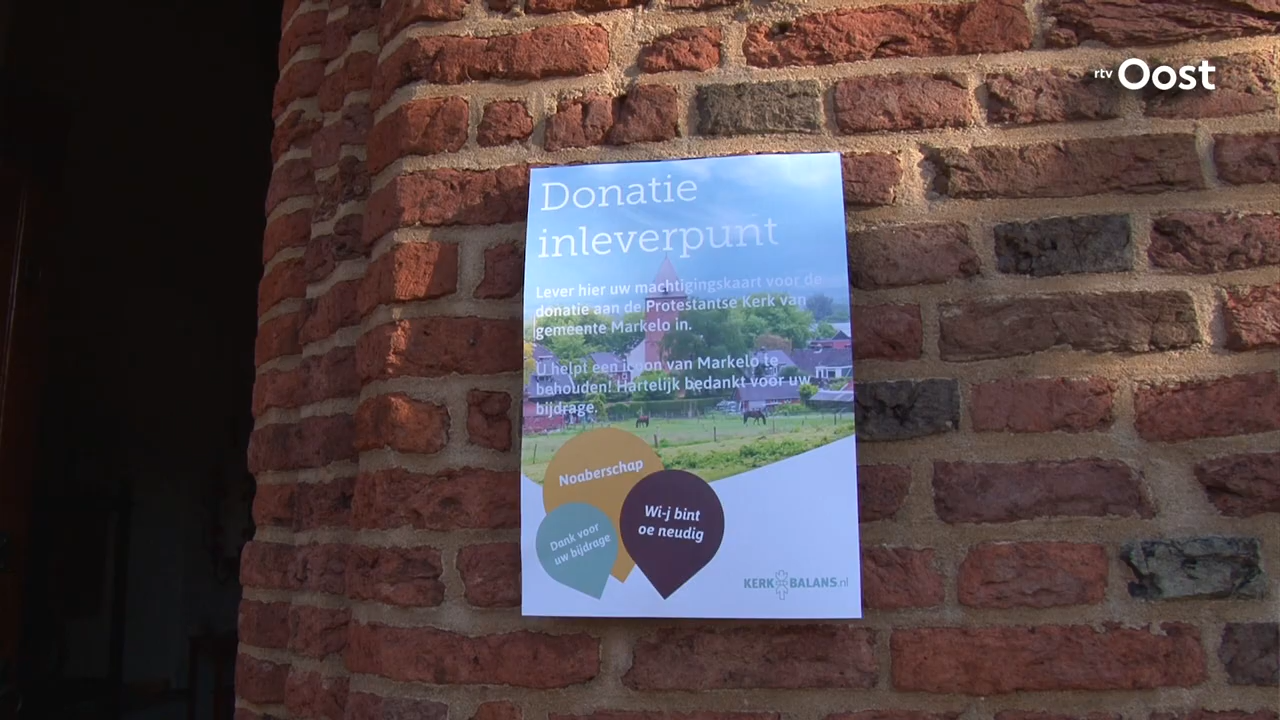 rtv Oost
Donatie
inleverpunt
Lever hier uw machtigingskaart voor de
donatie aan de Protestantse Kerk van
gemeente Markelo in.
U helpt een icoon van Markelo te
behouden! Hartelijk bedankt voor uw
bijdrage.
Noaberschap
Wi-j bint
oe neudig
Dank voor
uw bijdrage
KERK BALANS.nl